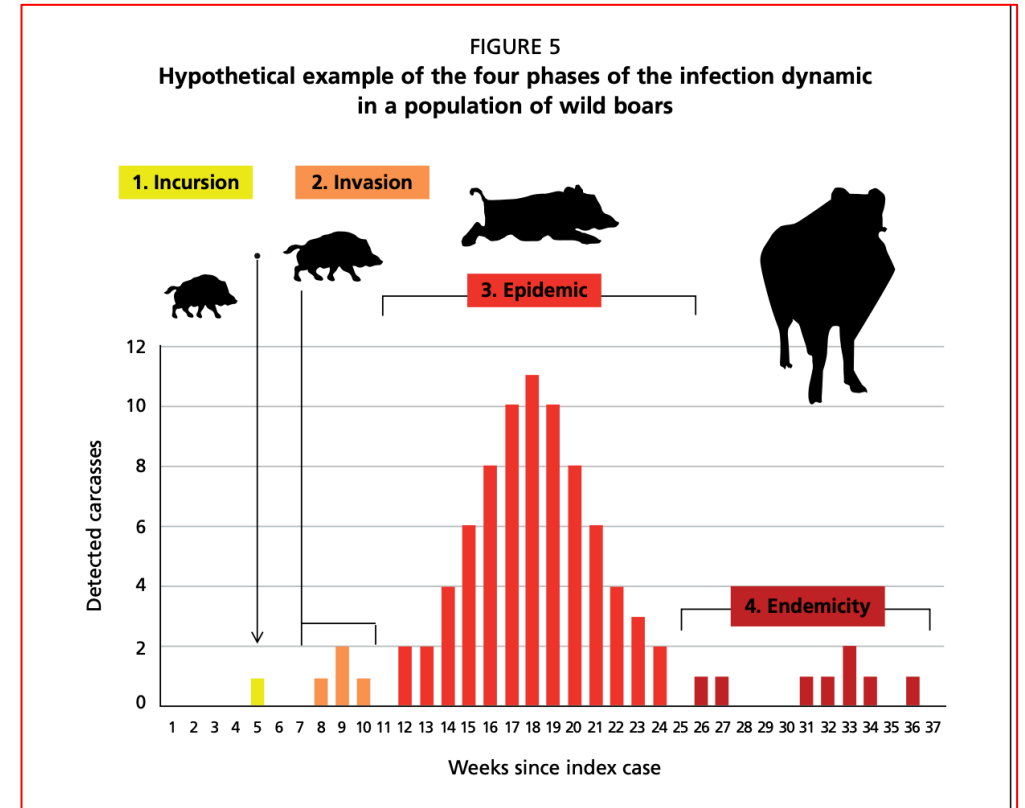 FIGURE 5
Hypothetical example of the four phases of the infection dynamic
in a population of wild boars
1. Incursion
2. Invasion
3. Epidemic
12
10
8
6
4
2
0
Detected carcasses
4. Endemicity
1 2 3 4 5 6 7 8 9 10 11 12 13 14 15 16 17 18 19 20 21 22 23 24 25 26 27 28 29 30 31 32 33 34 35 36 37
Weeks since index case